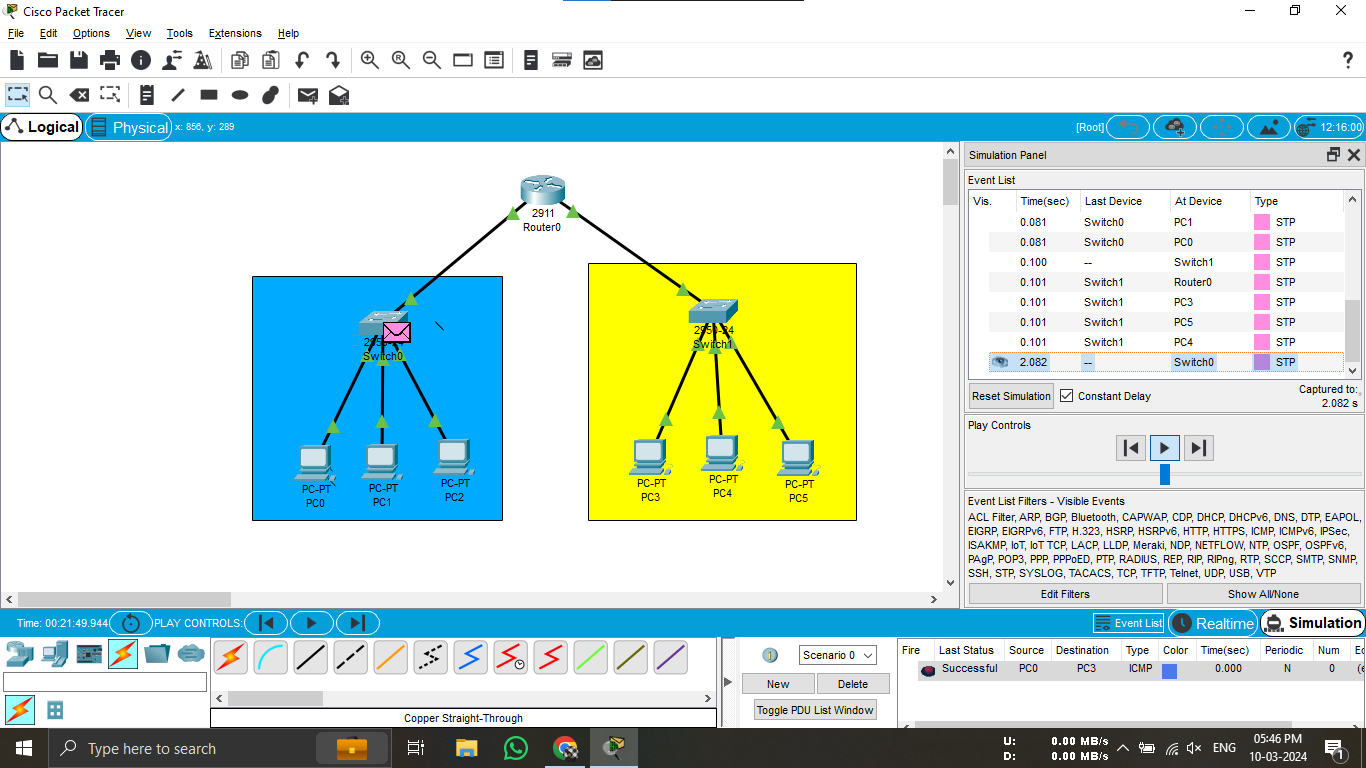 Cisco Packet Tracer
File Edit Options View Tools Extensions Help
?
Logical Physical x: 856, y: 289 [Root] 12:16:00
2911
Router0
Switch0
2950-24
Switch1
PC-PT
PC0
PC-PT
PC1
PC-PT
PC2
PC-PT
PC3
PC-PT
PC4
PC-PT
PC5
Simulation Panel
Event List
Vis. Time(sec) Last Device At Device Type
0.081 Switch0 PC1 STP
0.081 Switch0 PC0 STP
0.100 -- Switch1 STP
0.101 Switch1 Router0 STP
0.101 Switch1 PC3 STP
0.101 Switch1 PC5 STP
0.101 Switch1 PC4 STP
2.082 -- Switch0 STP
Reset Simulation Constant Delay Captured to:
2.082 s
Play Controls
Event List Filters - Visible Events
ACL Filter, ARP, BGP, Bluetooth, CAPWAP, CDP, DHCP, DHCPv6, DNS, DTP, EAPOL,
EIGRP, EIGRPv6, FTP, H.323, HSRP, HSRPv6, HTTP, HTTPS, ICMP, ICMPv6, IPSec,
ISAKMP, IoT, IoT TCP, LACP, LLDP, Meraki, NDP, NETFLOW, NTP, OSPF, OSPFv6,
PAgP, POP3, PPP, PPPoED, PTP, RADIUS, REP, RIP, RIPng, RTP, SCCP, SMTP, SNMP,
SSH, STP, SYSLOG, TACACS, TCP, TFTP, Telnet, UDP, USB, VTP
Edit Filters Show All/None
Time: 00:21:49.944 PLAY CONTROLS: Event List Realtime Simulation
Copper Straight-Through
Scenario 0
New Delete
Toggle PDU List Window
Fire Last Status Source Destination Type Color Time(sec) Periodic Num Ec
Successful PC0 PC3 ICMP 0.000 N 0 (e
Type here to search
U: 0.00 MB/s
D: 0.00 MB/s
ENG
05:46 PM
10-03-2024
1